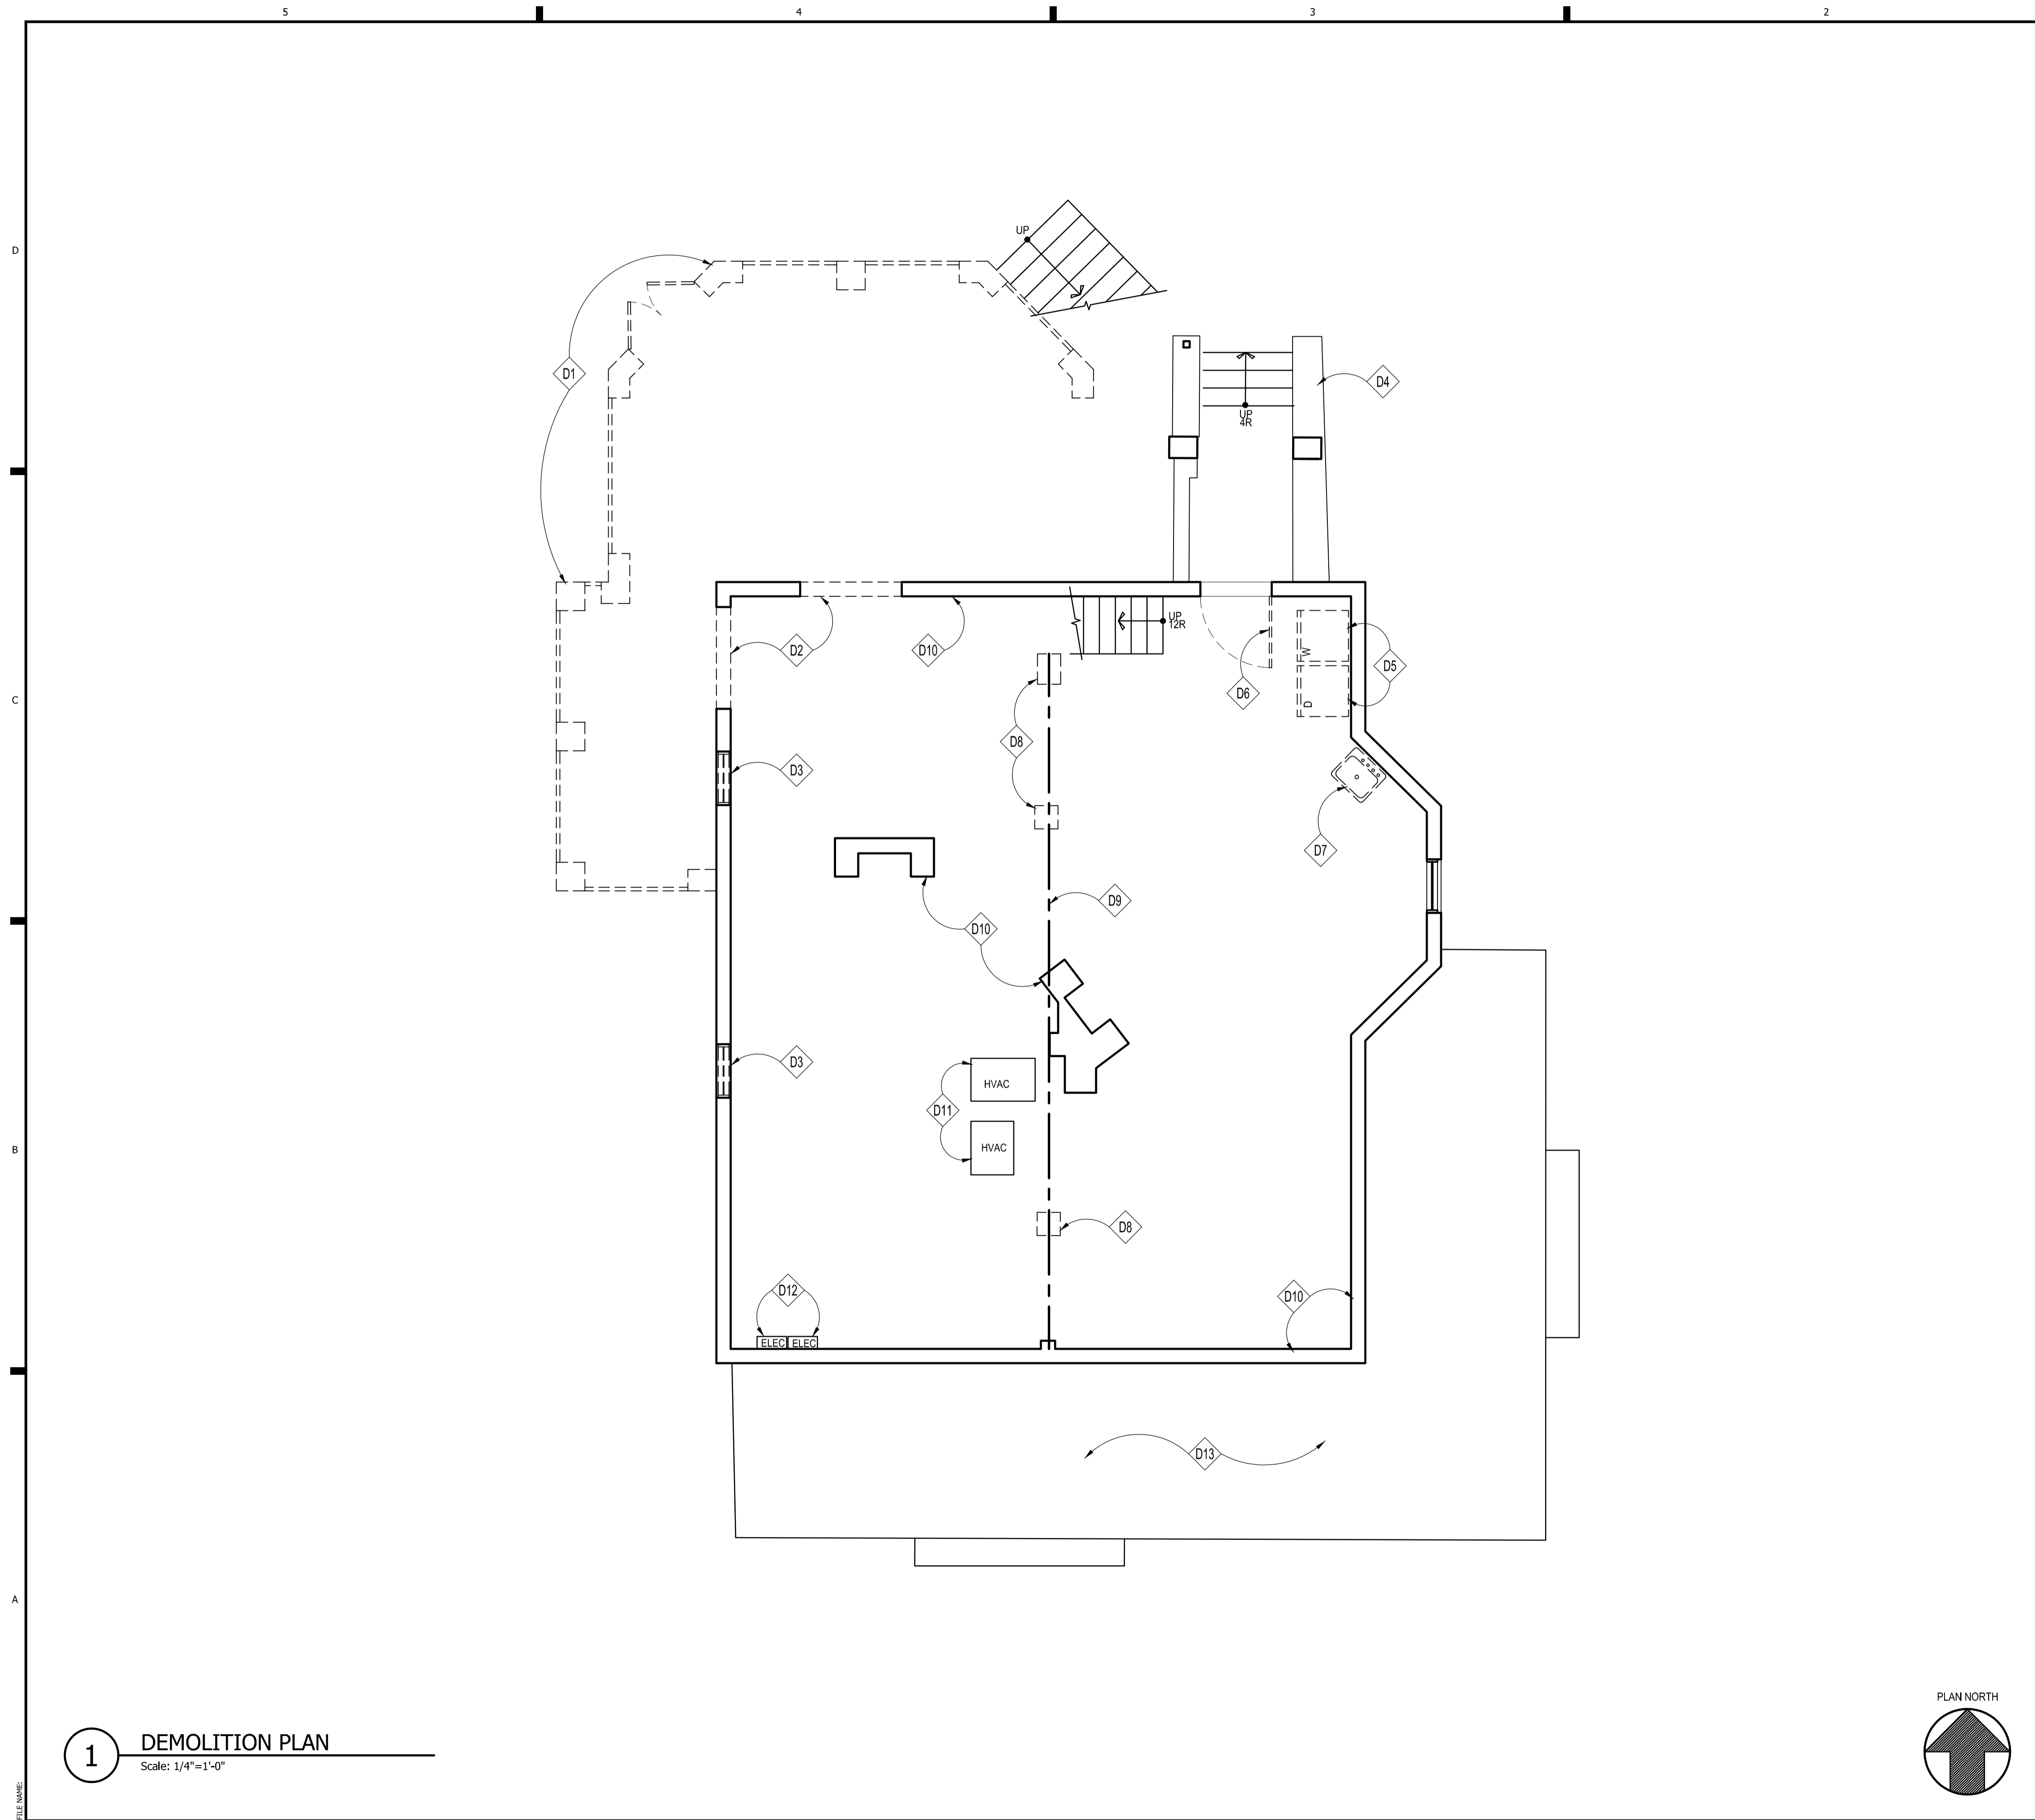 5 4 3 2
D
UP
D1
D4
UP
4R
UP
12R
D2
D10
W
D5
D6
C
D
D8
D3
D7
D9
D10
D3
HVAC
D11
B
HVAC
D8
D12
D10
ELEC ELEC
D13
A
PLAN NORTH
1
DEMOLITION PLAN
Scale: 1/4"=1'-0"
FILE NAME: